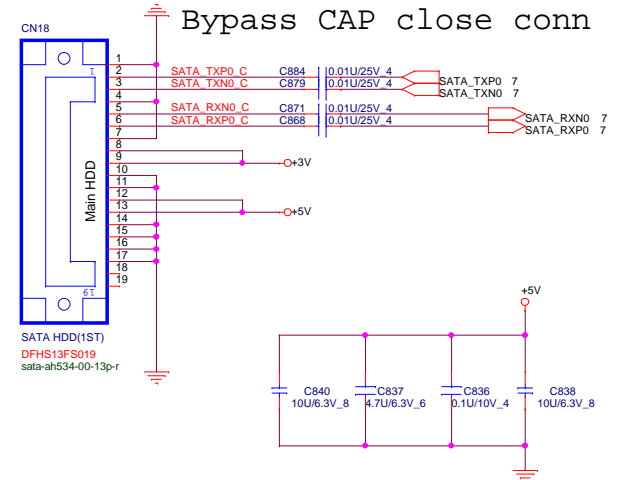 Bypass CAP close conn
CN18
1
1
2
SATA_TXP0_C
C884
0.01U/25V_4
SATA_TXP0 7
3
SATA_TXN0_C
C879
0.01U/25V_4
SATA_TXN0 7
4
5
SATA_RXN0_C
C871
0.01U/25V_4
SATA_RXN0 7
6
SATA_RXP0_C
C868
0.01U/25V_4
SATA_RXP0 7
7
8
9
+3V
10
11
12
13
+5V
14
15
16
17
18
19
19
Main HDD
SATA HDD(1ST)
DFHS13FS019
sata-ah534-00-13p-r
+5V
C840
10U/6.3V_8
C837
4.7U/6.3V_6
C836
0.1U/10V_4
C838
10U/6.3V_8